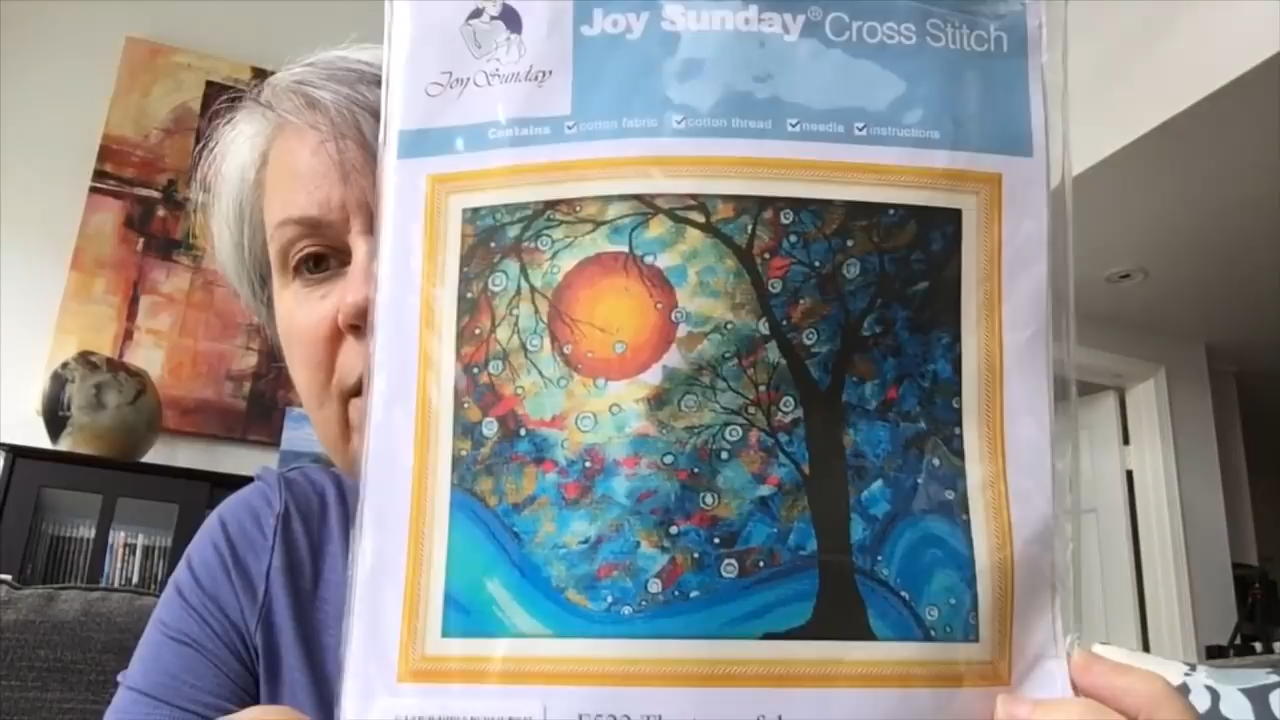 Joy Sunday® Cross Stitch
Joy Sunday
Contains ☑cotton fabric ☑cotton thread ☑needle ☑instructions